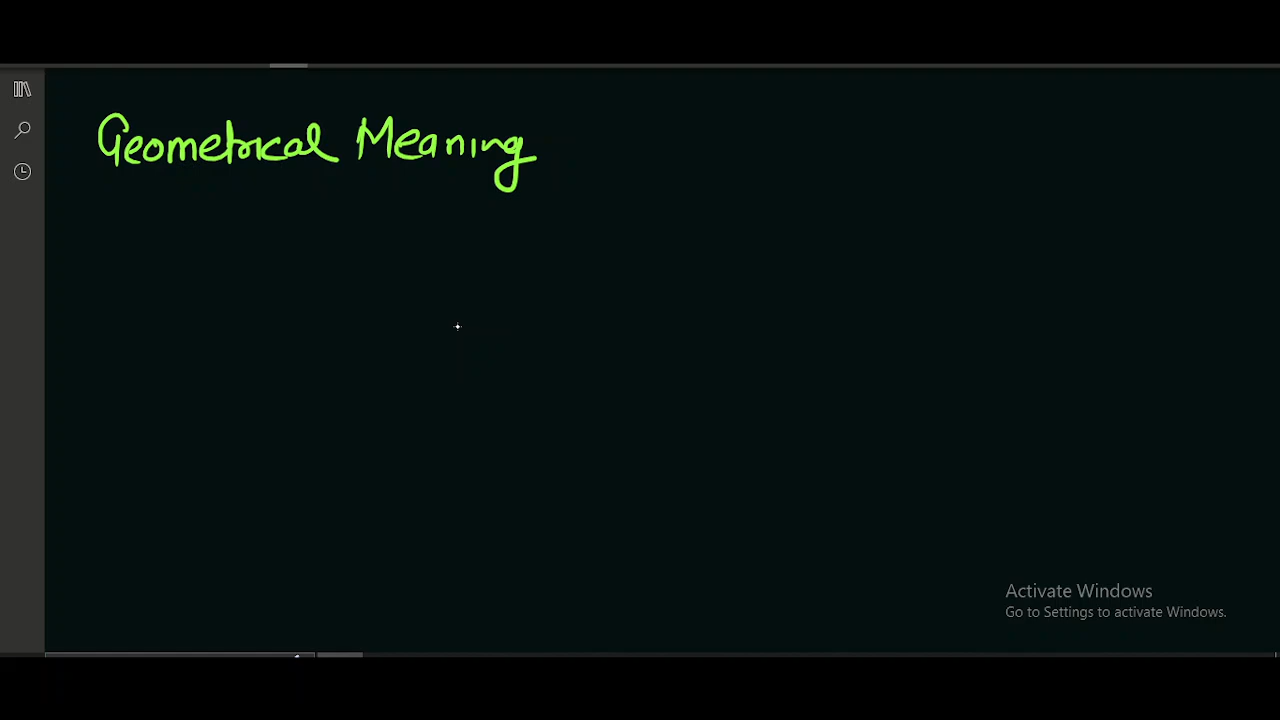 Geometrical Meaning
Activate Windows
Go to Settings to activate Windows.